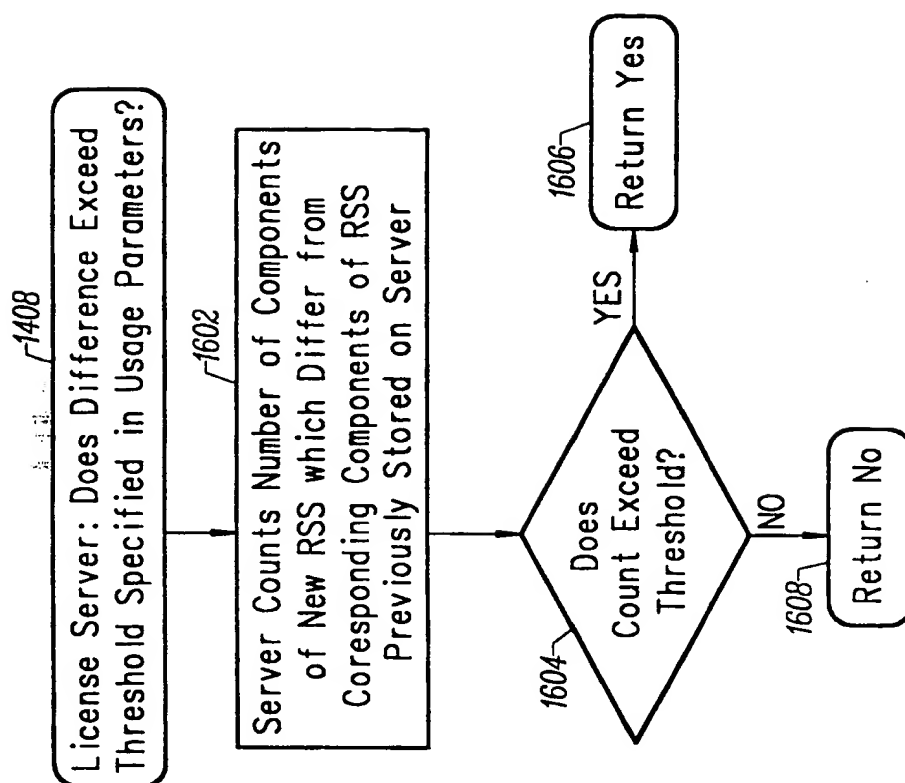 1408
License Server: Does Difference Exceed
Threshold Specified in Usage Parameters?
1602
Server Counts Number of Components
of New RSS which Differ from
Coresponding Components of RSS
Previously Stored on Server
1604
Does
Count Exceed
Threshold?
YES
1606
Return Yes
NO
1608
Return No